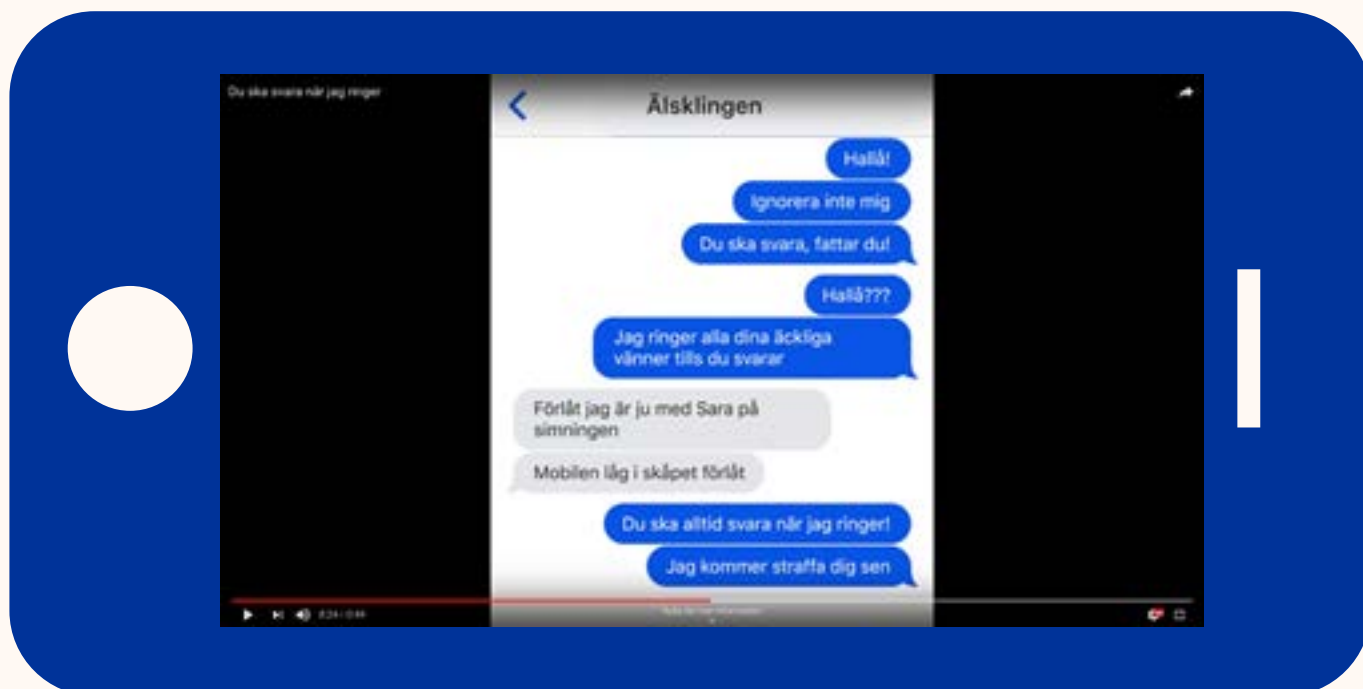 Du ska svara när jag ringer
Älsklingen
Hallå!
Ignorera inte mig
Du ska svara, fattar du!
Hallå???
Jag ringer alla dina äckliga
vänner tills du svarar
Förlåt jag är ju med Sara på
simningen
Mobilen låg i skåpet förlåt
Du ska alltid svara när jag ringer!
Jag kommer straffa dig sen